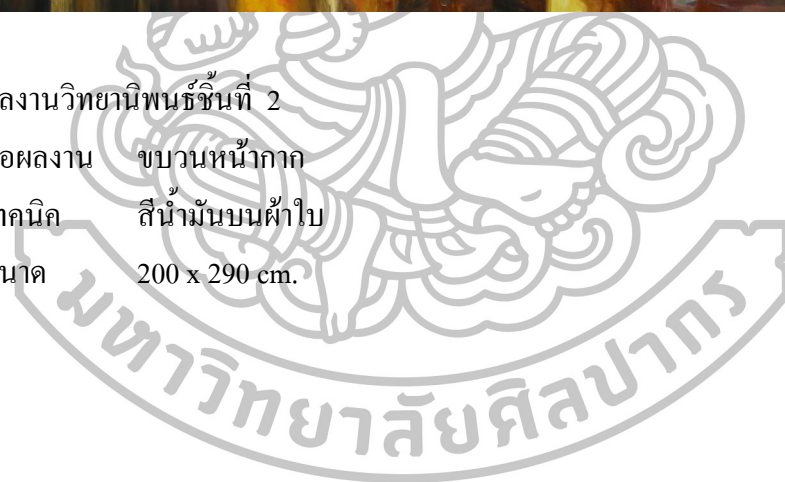 ลงานวิทยานิพนธ์ชิ้นที่ 2
อผลงาน ขบวนหน้ากาก
ทคนิค สีน้ำมันบนผ้าใบ
นาด 200 x 290 cm.
มหาวิทยาลัยศิลปากร